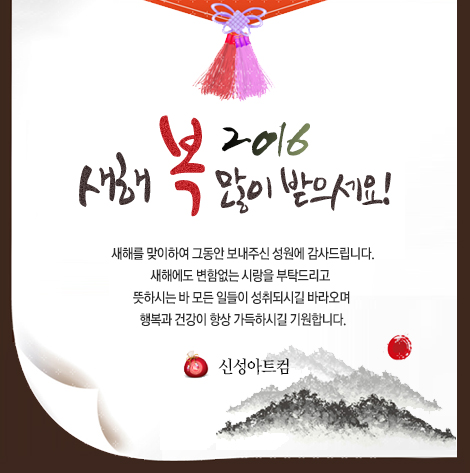 2016
새해 복 많이 받으세요!
새해를 맞이하여 그동안 보내주신 성원에 감사드립니다.
새해에도 변함없는 사랑을 부탁드리고
뜻하시는 바 모든 일들이 성취되시길 바라오며
행복과 건강이 항상 가득하시길 기원합니다.
신성아트컴